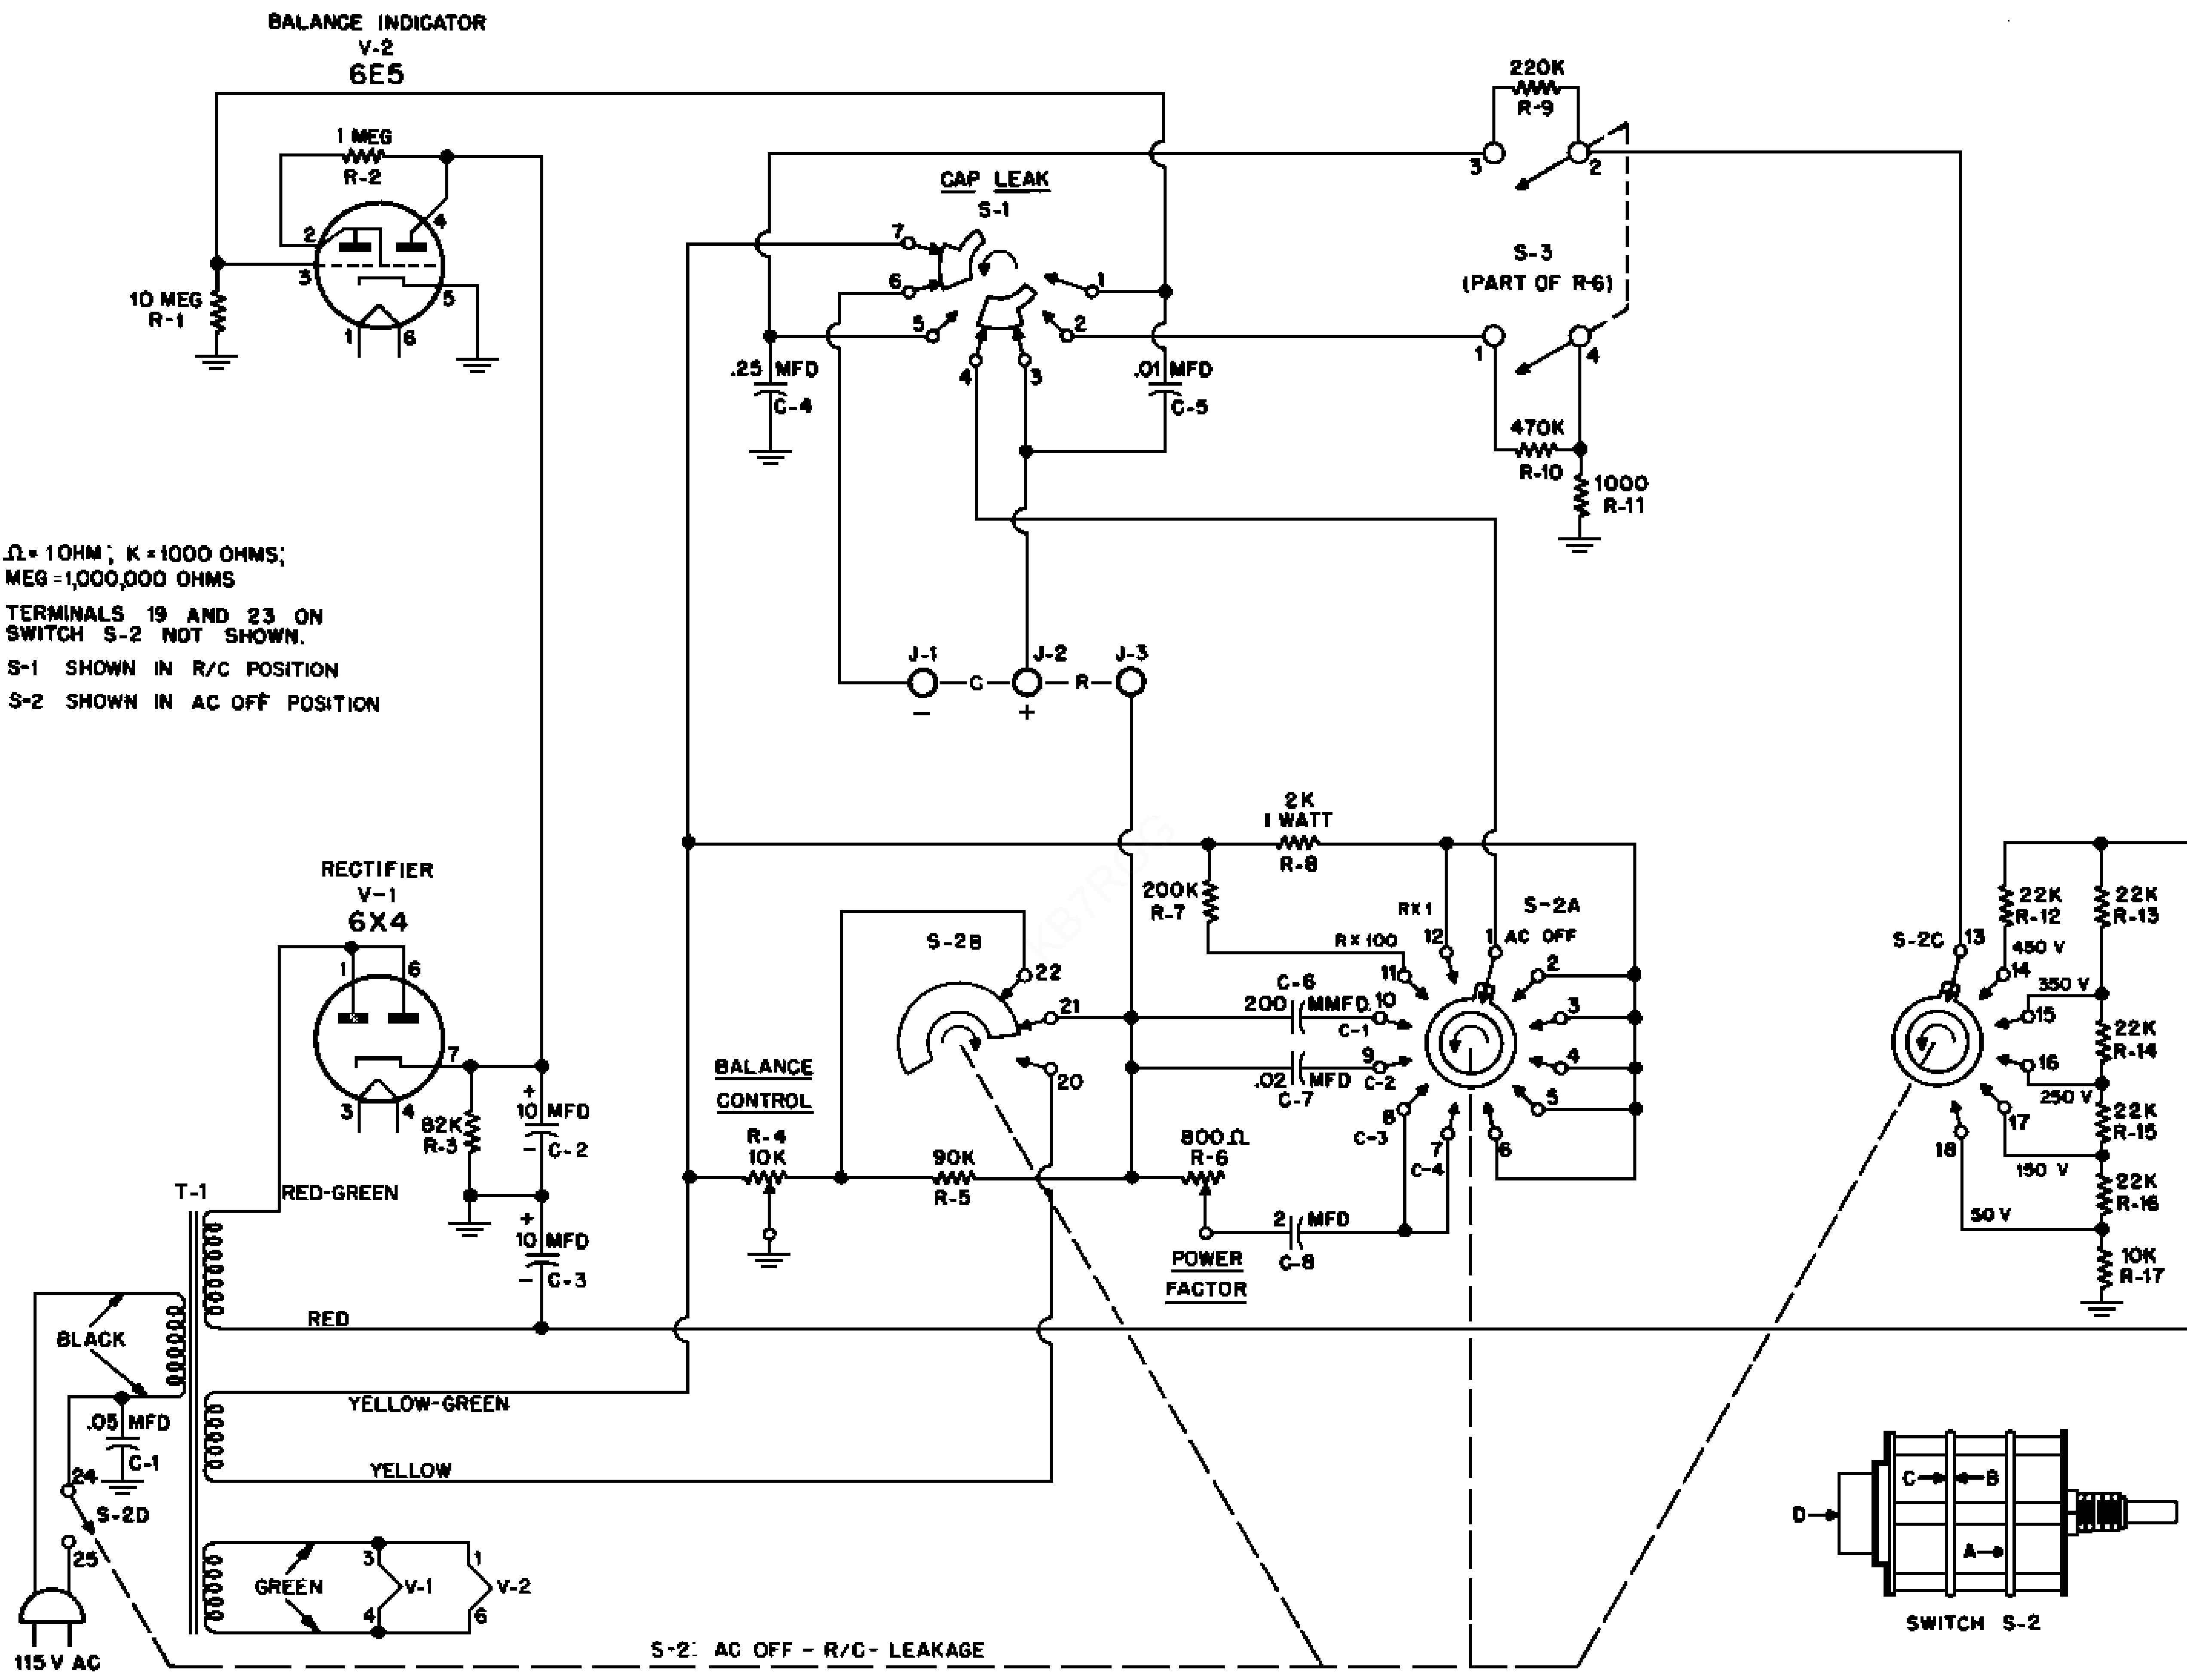 BALANCE INDICATOR
V-2
6E5
1 MEG
R-2
2
4
3
5
1
6
10 MEG
R-1
CAP LEAK
S-1
7
6
5
4
3
1
2
.25 MFD
C-4
.01 MFD
C-5
220K
R-9
3
2
S-3
(PART OF R-6)
1
4
470K
R-10
1000
R-11
Ω = 1 OHM; K = 1000 OHMS;
MEG = 1,000,000 OHMS
TERMINALS 19 AND 23 ON
SWITCH S-2 NOT SHOWN.
S-1 SHOWN IN R/C POSITION
S-2 SHOWN IN AC OFF POSITION
J-1
J-2
J-3
C
R
−
+
RECTIFIER
V-1
6X4
1
6
7
3
4
82K
R-3
+
10 MFD
− C-2
+
10 MFD
− C-3
2K
1 WATT
R-8
200K
R-7
RX1
RX100
S-2A
12
1
AC OFF
11
2
C-6
200 MMFD
10
C-1
3
9
.02 MFD
C-2
C-7
4
8
C-3
5
7
C-4
6
S-2B
22
21
20
BALANCE
CONTROL
R-4
10K
90K
R-5
800Ω
R-6
2 MFD
C-8
POWER
FACTOR
S-2C
13
22K
R-12
22K
R-13
450 V
14
350 V
15
22K
R-14
16
250 V
17
22K
R-15
18
150 V
22K
R-16
50 V
10K
R-17
T-1
RED-GREEN
RED
BLACK
YELLOW-GREEN
YELLOW
.05 MFD
C-1
24
S-2D
25
GREEN
3
V-1
4
1
V-2
6
115 V AC
S-2: AC OFF - R/C - LEAKAGE
C
B
D
A
SWITCH S-2
KB7RGG